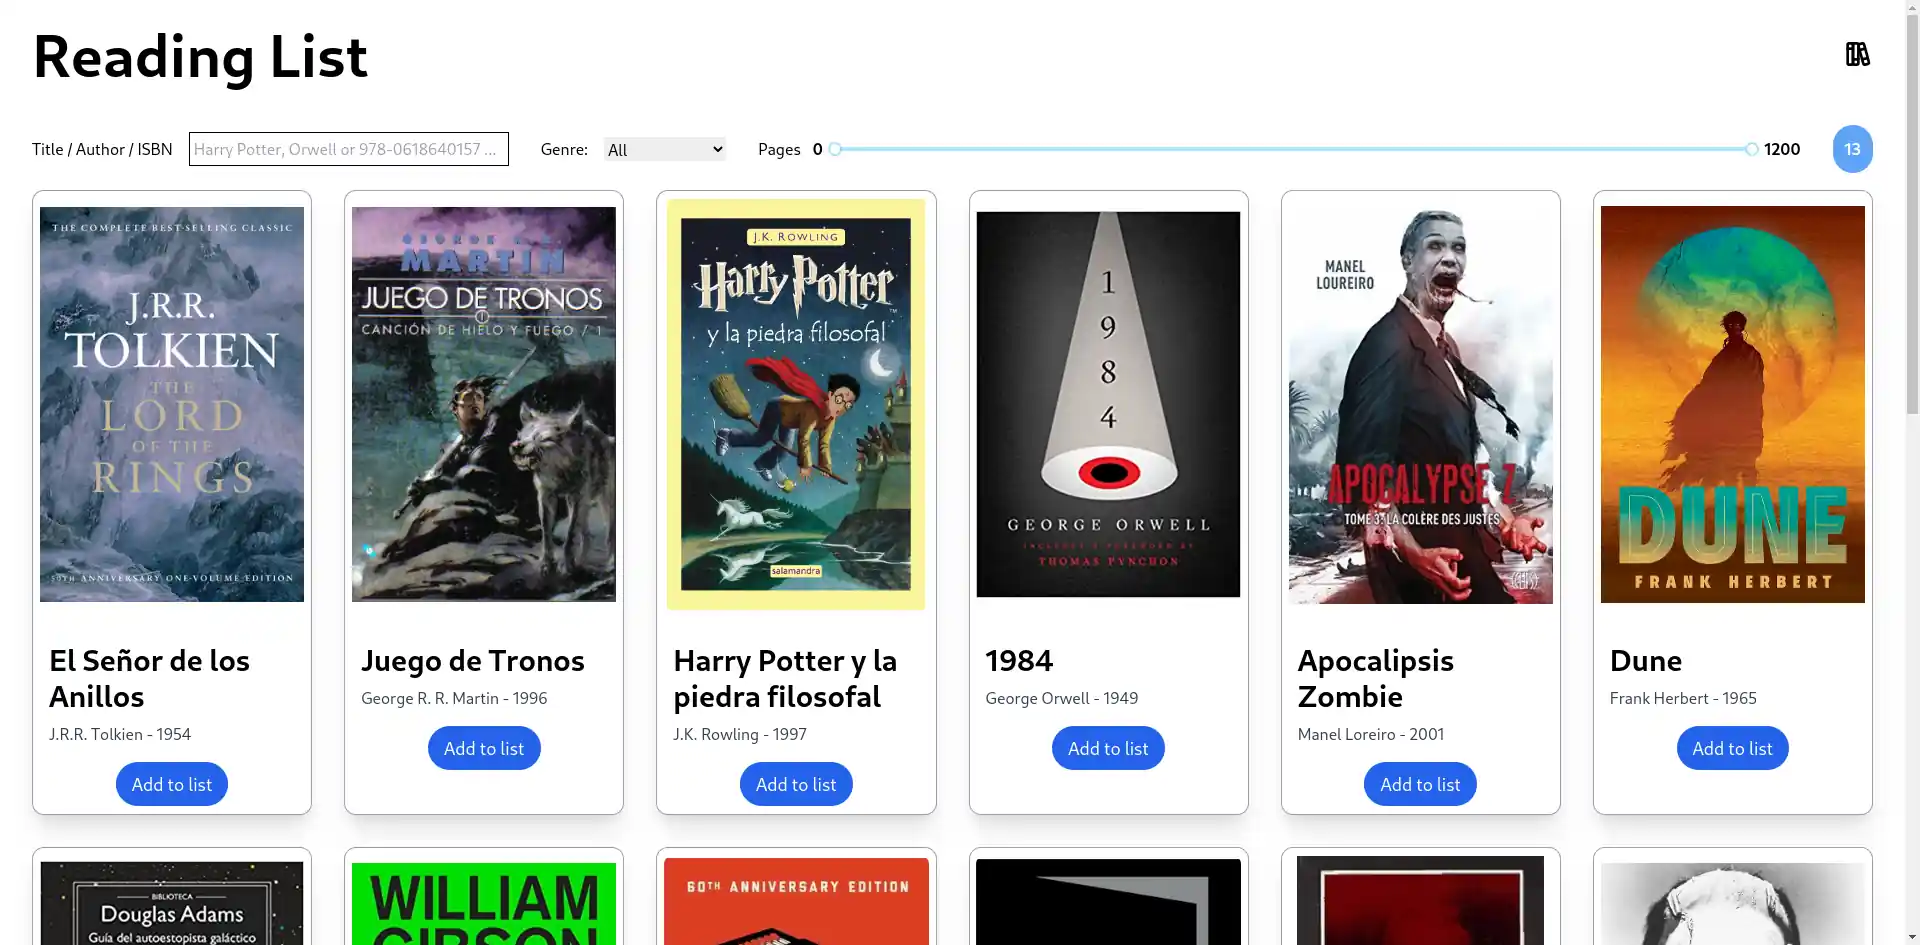 Reading List
Title / Author / ISBN
Harry Potter, Orwell or 978-0618640157 ...
Genre:
All
Pages
0
1200
13
THE COMPLETE BEST-SELLING CLASSIC
J.R.R.
TOLKIEN
THE
LORD
OF THE
RINGS
50TH ANNIVERSARY ONE-VOLUME EDITION
El Señor de los
Anillos
J.R.R. Tolkien - 1954
Add to list
GEORGE R. R.
MARTIN
JUEGO DE TRONOS
CANCIÓN DE HIELO Y FUEGO / 1
Juego de Tronos
George R. R. Martin - 1996
Add to list
J.K. ROWLING
Harry Potter
y la piedra filosofal
salamandra
Harry Potter y la
piedra filosofal
J.K. Rowling - 1997
Add to list
1
9
8
4
GEORGE ORWELL
INCLUDES A FOREWORD BY
THOMAS PYNCHON
1984
George Orwell - 1949
Add to list
MANEL
LOUREIRO
APOCALYPSE Z
TOME 3: LA COLÈRE DES JUSTES
Apocalipsis
Zombie
Manel Loreiro - 2001
Add to list
DUNE
FRANK HERBERT
Dune
Frank Herbert - 1965
Add to list
BIBLIOTECA
Douglas Adams
Guía del autoestopista galáctico
WILLIAM
GIBSON
60TH ANNIVERSARY EDITION